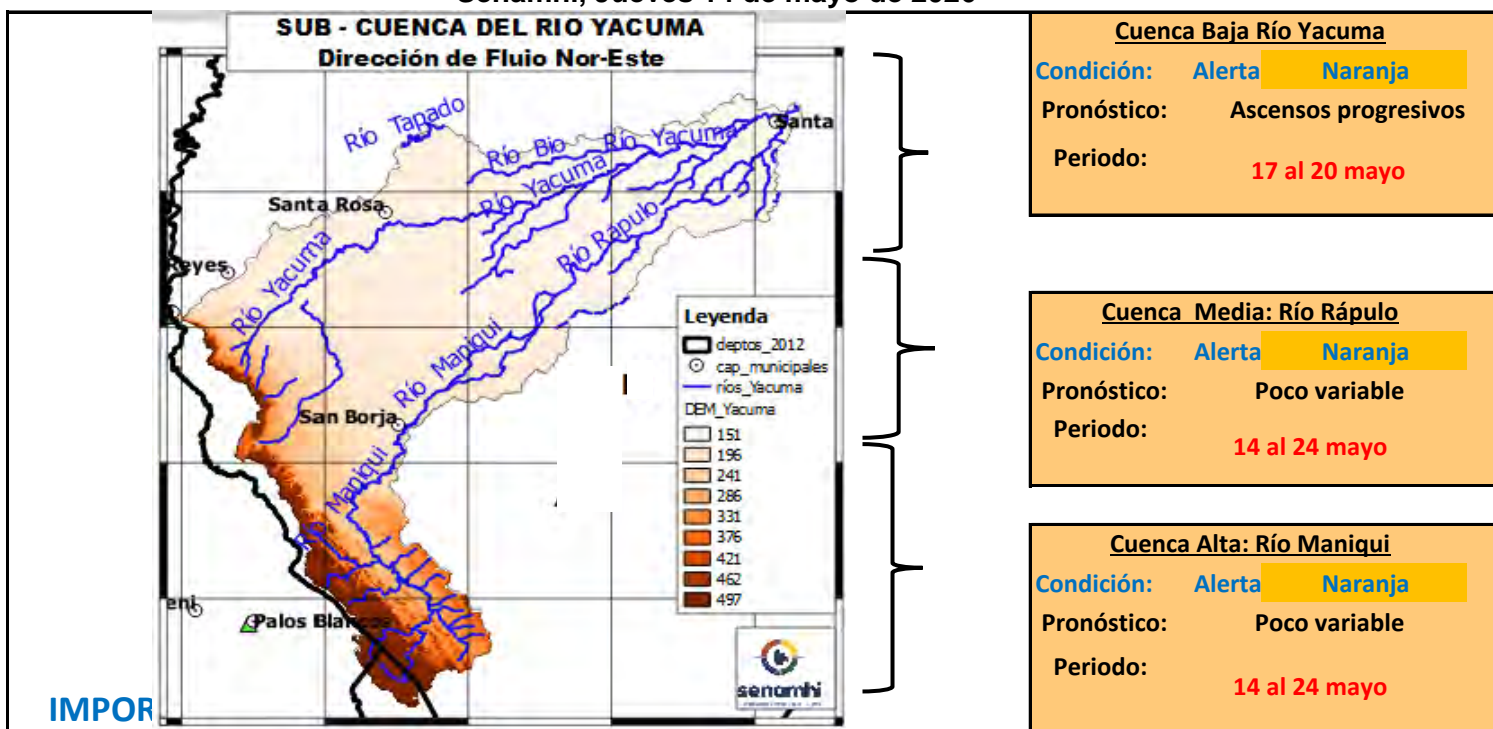 SUB - CUENCA DEL RIO YACUMA
Dirección de Flujo Nor-Este
Río Tapado
Río Bio
Río Yacuma
Santa
Río Yacuma
Santa Rosa
Río Rápulo
Reyes
Río Yacuma
Río Maniqui
San Borja
Río Maniqui
Río Maniqui
Palos Blancos
Leyenda
deptos_2012
cap_municipales
ríos_Yacuma
DEM_Yacuma
151
196
241
286
331
376
421
462
497
senamhi
IMPOR
Cuenca Baja Río Yacuma
Condición: Alerta Naranja
Pronóstico: Ascensos progresivos
Periodo:
17 al 20 mayo
Cuenca Media: Río Rápulo
Condición: Alerta Naranja
Pronóstico: Poco variable
Periodo:
14 al 24 mayo
Cuenca Alta: Río Maniqui
Condición: Alerta Naranja
Pronóstico: Poco variable
Periodo:
14 al 24 mayo